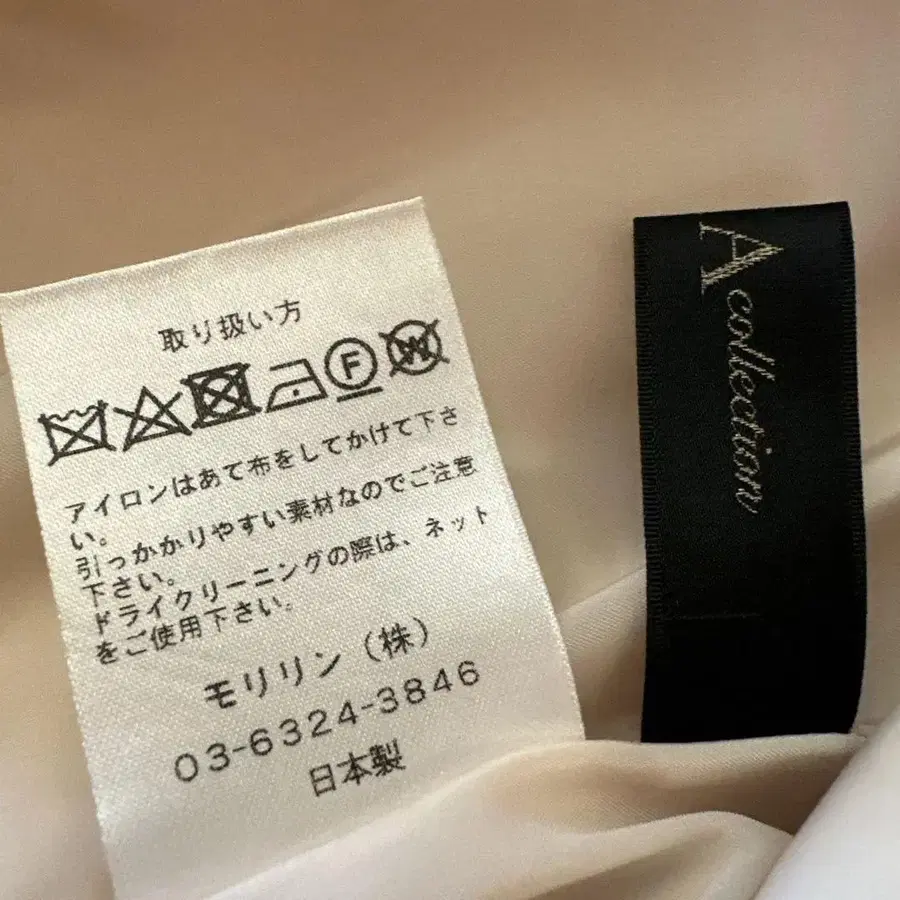 取り扱い方
F W
アイロンはあて布をしてかけて下さ
い。
引っかかりやすい素材なのでご注意
下さい。
ドライクリーニングの際は、ネット
をご使用下さい。
モリリン（株）
03-6324-3846
日本製
A collection